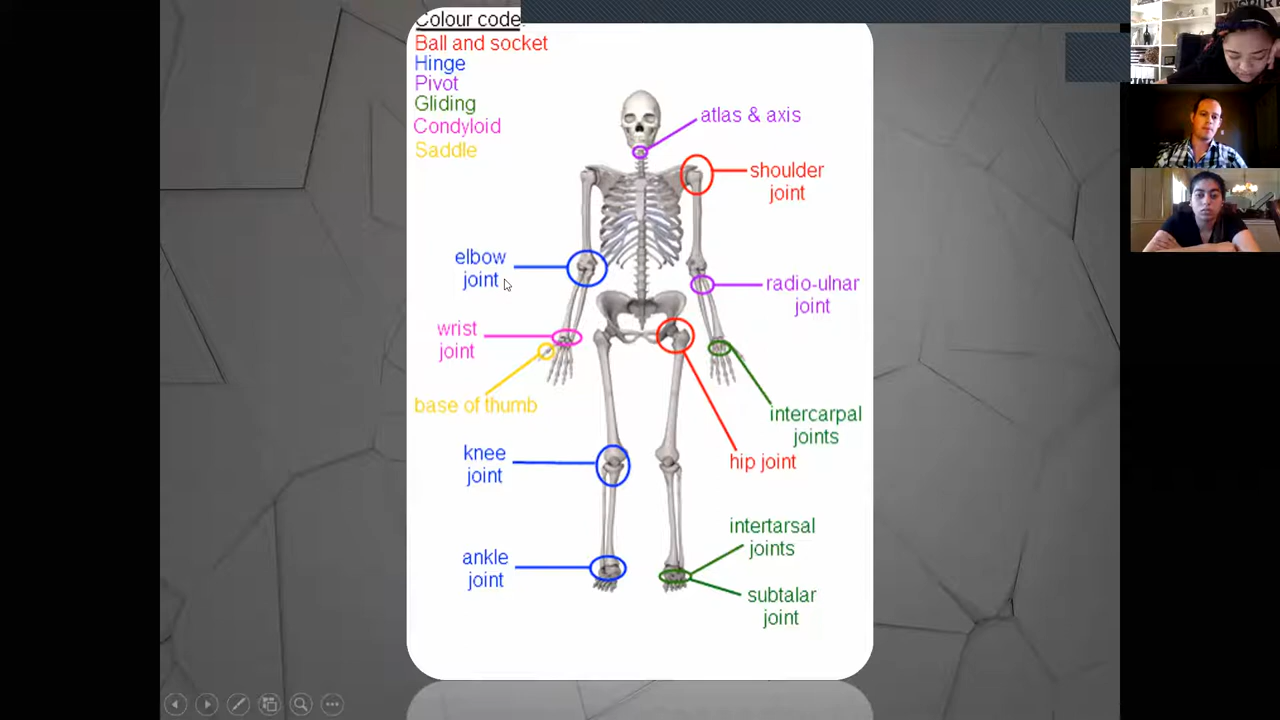 Colour code:
Ball and socket
Hinge
Pivot
Gliding
Condyloid
Saddle
atlas & axis
shoulder
joint
elbow
joint
radio-ulnar
joint
wrist
joint
base of thumb
intercarpal
joints
hip joint
knee
joint
intertarsal
joints
ankle
joint
subtalar
joint